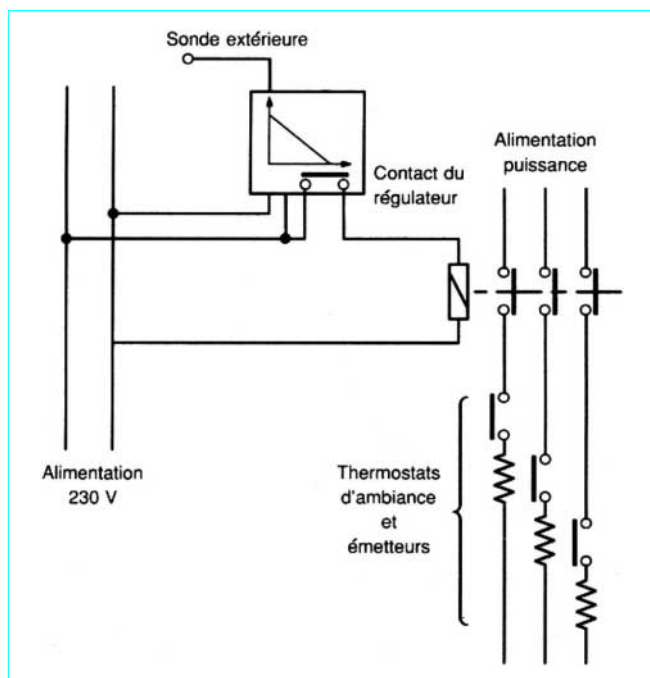 Sonde extérieure
Alimentation
puissance
Contact du
régulateur
Alimentation
230 V
Thermostats
d'ambiance
et
émetteurs